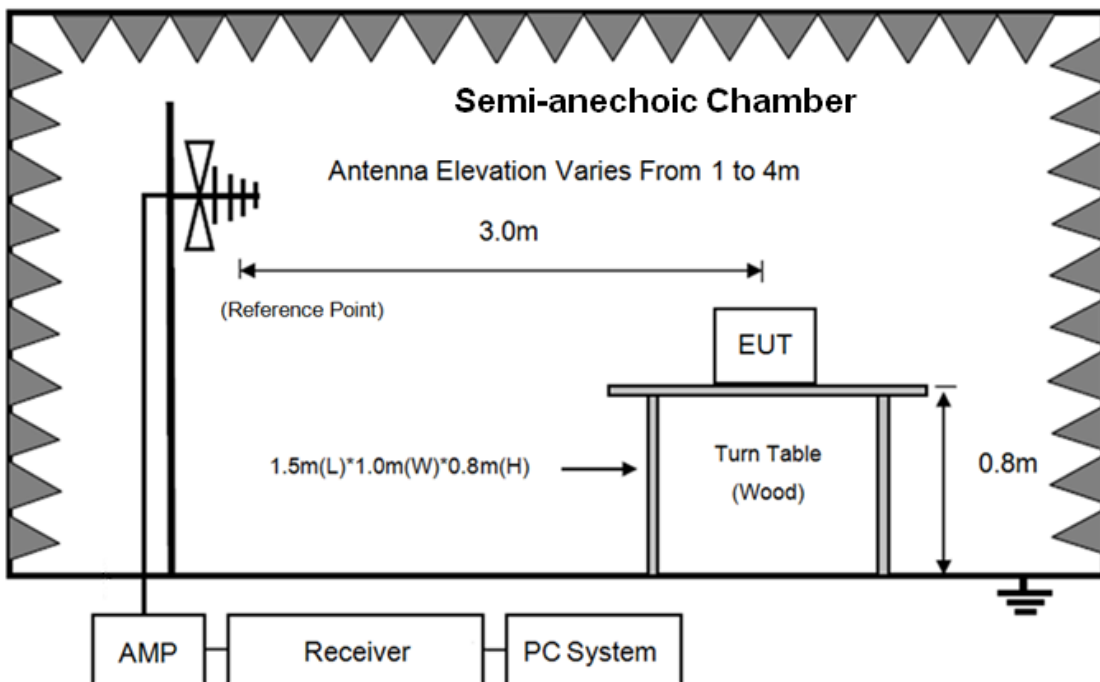 Semi-anechoic Chamber
Antenna Elevation Varies From 1 to 4m
3.0m
(Reference Point)
EUT
1.5m(L)*1.0m(W)*0.8m(H)
Turn Table
(Wood)
0.8m
AMP
Receiver
PC System